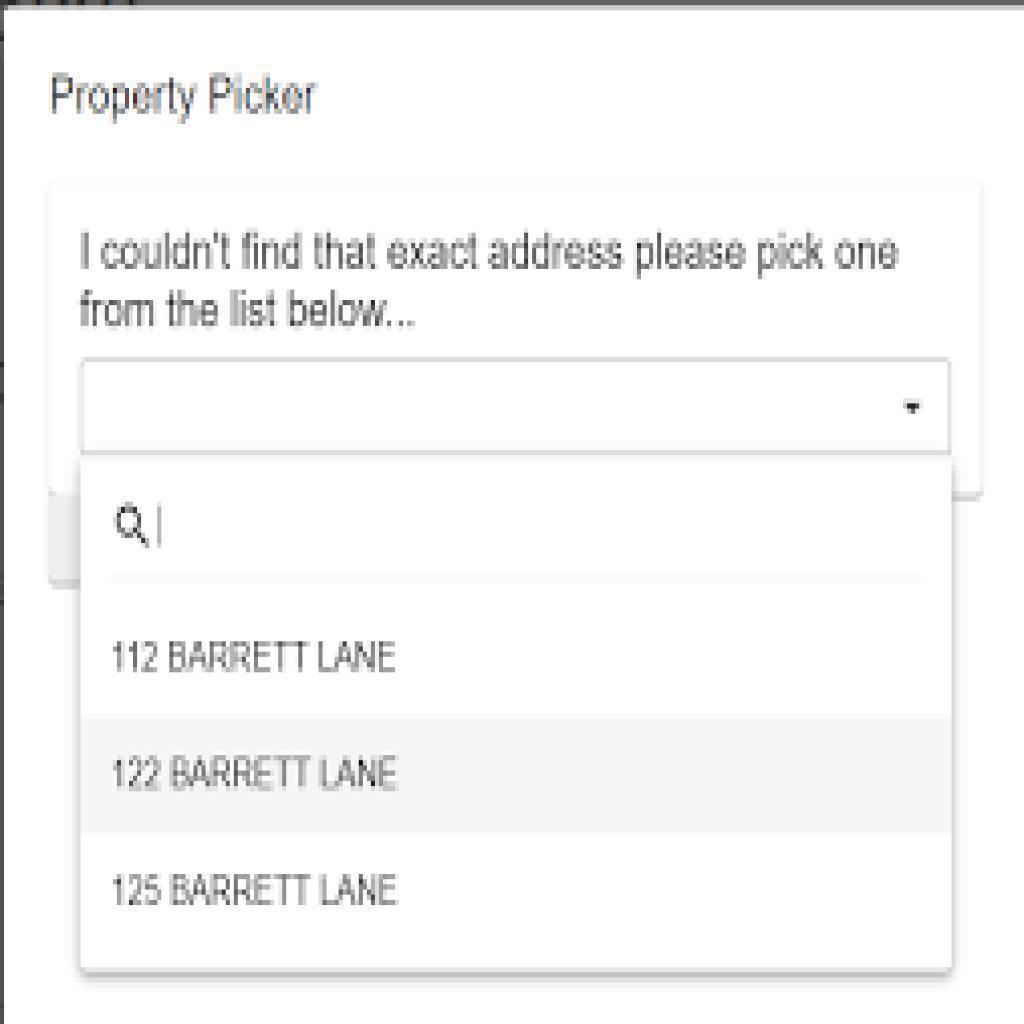 Property Picker
I couldn't find that exact address please pick one
from the list below...
112 BARRETT LANE
122 BARRETT LANE
125 BARRETT LANE